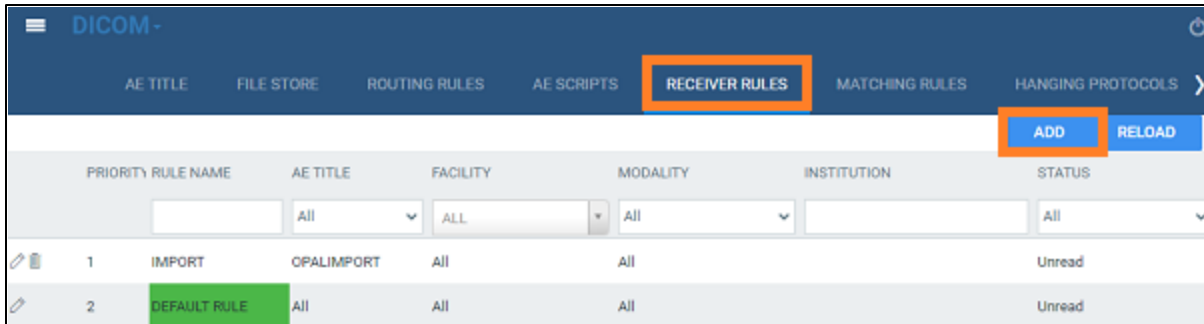 DICOM
AE TITLE FILE STORE ROUTING RULES AE SCRIPTS RECEIVER RULES MATCHING RULES HANGING PROTOCOLS
ADD RELOAD
PRIORITY RULE NAME AE TITLE FACILITY MODALITY INSTITUTION STATUS
All ALL All All
1 IMPORT OPALIMPORT All All Unread
2 DEFAULT RULE All All All Unread